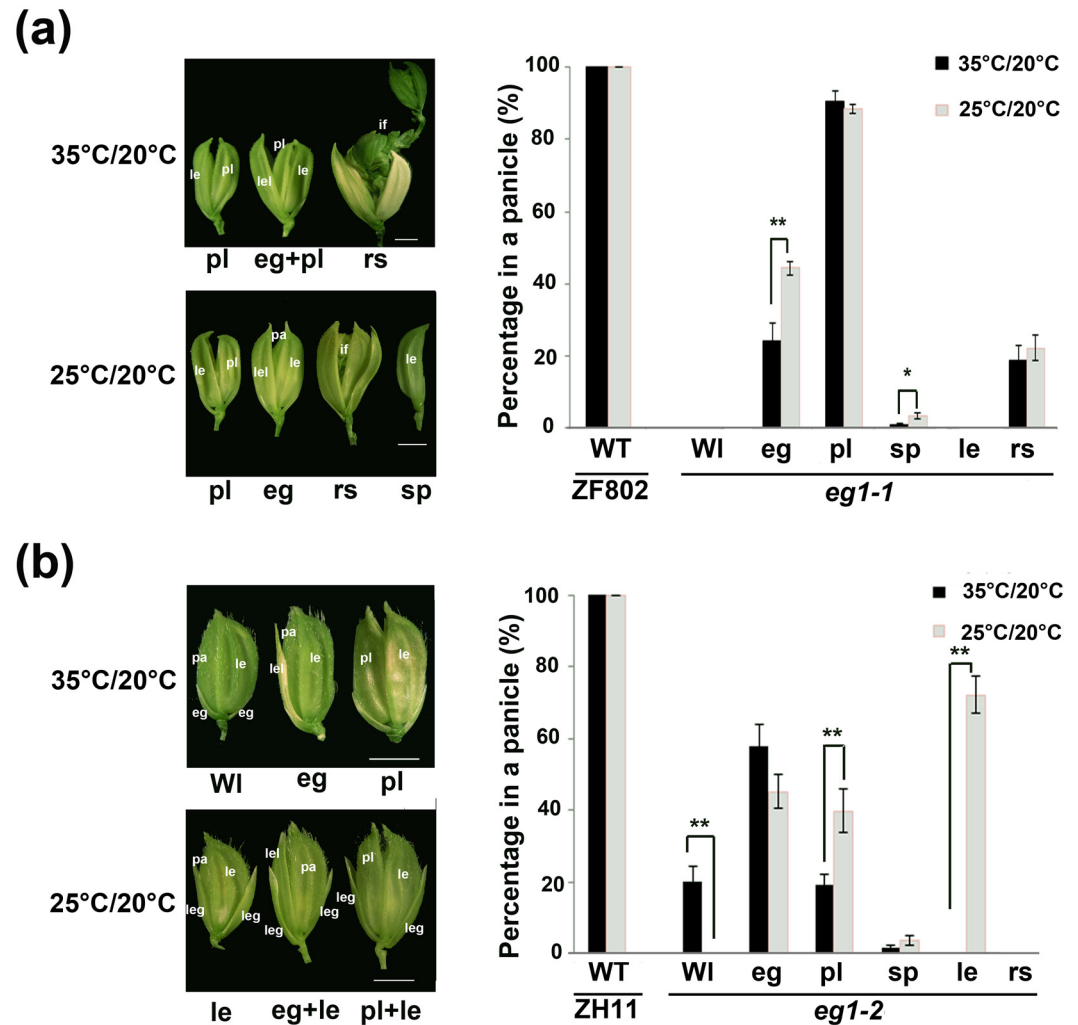 (a)
35°C/20°C
le pl
pl lel le
if
pl eg+pl rs
25°C/20°C
le pl
pa lel le
if
le
pl eg rs sp
Percentage in a panicle (%)
100
80
60
40
20
0
35°C/20°C
25°C/20°C
**
*
WT Wl eg pl sp le rs
ZF802 eg1-1
(b)
35°C/20°C
pa le eg eg
pa le lel
pl le
Wl eg pl
25°C/20°C
pa le leg leg
lel pa leg leg
pl le leg
le eg+le pl+le
Percentage in a panicle (%)
100
80
60
40
20
0
35°C/20°C
25°C/20°C
**
**
**
WT Wl eg pl sp le rs
ZH11 eg1-2